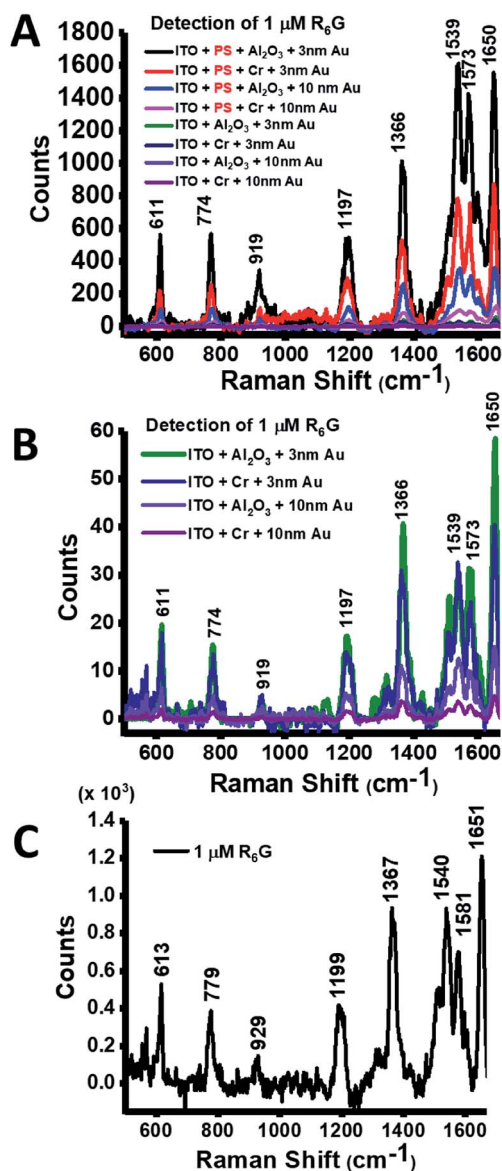 A
Detection of 1 μM R₆G
ITO + PS + Al₂O₃ + 3nm Au
ITO + PS + Cr + 3nm Au
ITO + PS + Al₂O₃ + 10 nm Au
ITO + PS + Cr + 10nm Au
ITO + Al₂O₃ + 3nm Au
ITO + Cr + 3nm Au
ITO + Al₂O₃ + 10nm Au
ITO + Cr + 10nm Au
611
774
919
1197
1366
1539
1573
1650
1800
1600
1400
1200
1000
800
600
400
200
0
Counts
600 800 1000 1200 1400 1600
Raman Shift (cm-1)
B
Detection of 1 μM R₆G
ITO + Al₂O₃ + 3nm Au
ITO + Cr + 3nm Au
ITO + Al₂O₃ + 10nm Au
ITO + Cr + 10nm Au
611
774
919
1197
1366
1539
1573
1650
60
50
40
30
20
10
0
Counts
600 800 1000 1200 1400 1600
Raman Shift (cm-1)
(x 10³)
C
1 μM R₆G
613
779
929
1199
1367
1540
1581
1651
1.4
1.2
1.0
0.8
0.6
0.4
0.2
0.0
Counts
600 800 1000 1200 1400 1600
Raman Shift (cm-1)